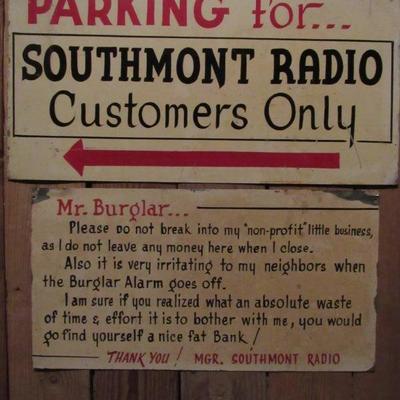 PARKING for...
SOUTHMONT RADIO
Customers Only
Mr. Burglar...
Please DO not break into my "non-profit" little business,
as I do not leave any money here when I close.
Also it is very irritating to my neighbors when
the Burglar Alarm goes off.
I am sure if you realized what an absolute waste
of time & effort it is to bother with me, you would
go find yourself a nice fat Bank!
THANK YOU! MGR. SOUTHMONT RADIO